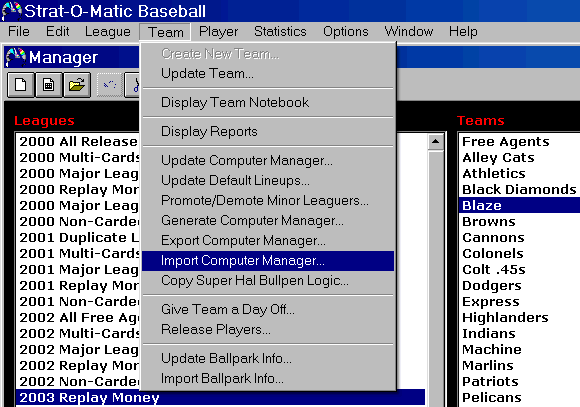 Strat-O-Matic Baseball
File Edit League Team Player Statistics Options Window Help
Manager
Create New Team...
Update Team...
Display Team Notebook
Display Reports
Update Computer Manager...
Update Default Lineups...
Promote/Demote Minor Leaguers...
Generate Computer Manager...
Export Computer Manager...
Import Computer Manager...
Copy Super Hal Bullpen Logic...
Give Team a Day Off...
Release Players...
Update Ballpark Info...
Import Ballpark Info...
Leagues
2000 All Release
2000 Multi-Cards
2000 Major Leag
2000 Replay Mon
2000 Non-Carded
2001 Duplicate L
2001 Multi-Cards
2001 Major Leag
2001 Replay Mon
2001 Non-Carded
2002 All Free Ag
2002 Multi-Cards
2002 Major Leag
2002 Replay Mon
2002 Non-Carded
2003 Replay Money
Teams
Free Agents
Alley Cats
Athletics
Black Diamonds
Blaze
Browns
Cannons
Colonels
Colt .45s
Dodgers
Express
Highlanders
Indians
Machine
Marlins
Patriots
Pelicans